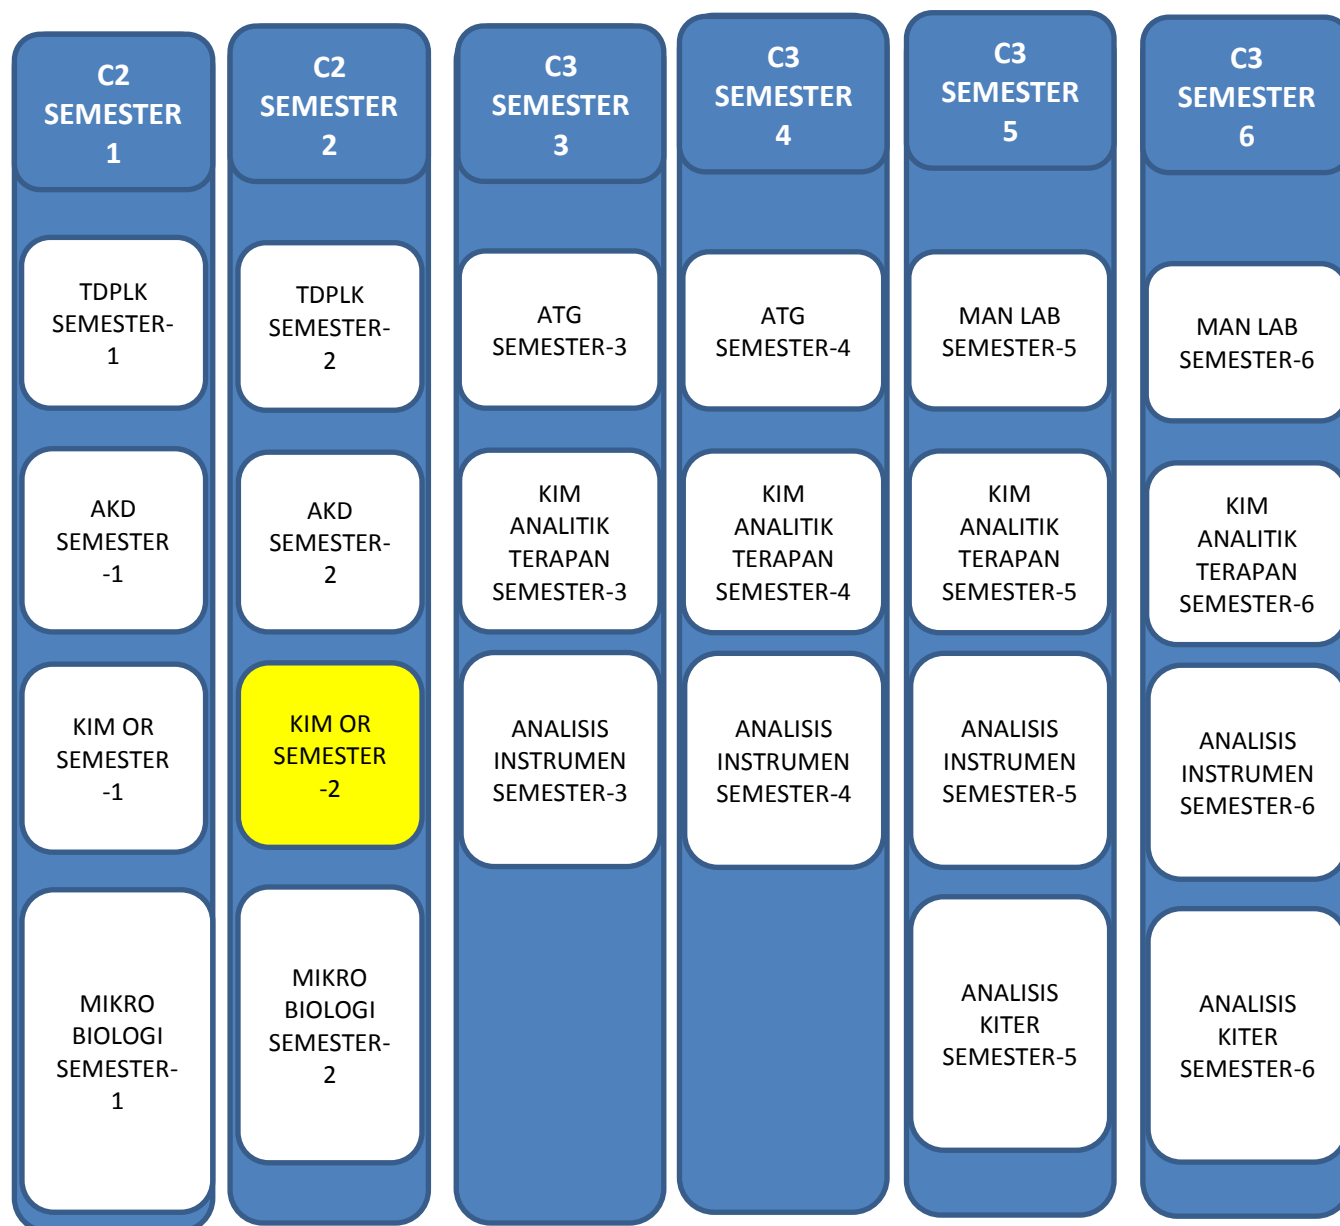 C2
SEMESTER
1
TDPLK
SEMESTER-
1
AKD
SEMESTER
-1
KIM OR
SEMESTER
-1
MIKRO
BIOLOGI
SEMESTER-
1
C2
SEMESTER
2
TDPLK
SEMESTER-
2
AKD
SEMESTER-
2
KIM OR
SEMESTER
-2
MIKRO
BIOLOGI
SEMESTER-
2
C3
SEMESTER
3
ATG
SEMESTER-3
KIM
ANALITIK
TERAPAN
SEMESTER-3
ANALISIS
INSTRUMEN
SEMESTER-3
C3
SEMESTER
4
ATG
SEMESTER-4
KIM
ANALITIK
TERAPAN
SEMESTER-4
ANALISIS
INSTRUMEN
SEMESTER-4
C3
SEMESTER
5
MAN LAB
SEMESTER-5
KIM
ANALITIK
TERAPAN
SEMESTER-5
ANALISIS
INSTRUMEN
SEMESTER-5
ANALISIS
KITER
SEMESTER-5
C3
SEMESTER
6
MAN LAB
SEMESTER-6
KIM
ANALITIK
TERAPAN
SEMESTER-6
ANALISIS
INSTRUMEN
SEMESTER-6
ANALISIS
KITER
SEMESTER-6